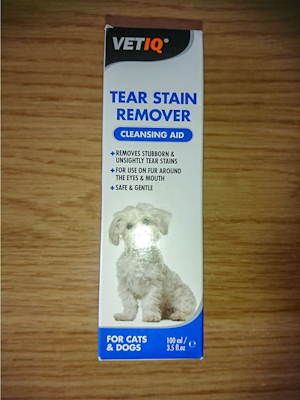 VETIQ®
TEAR STAIN
REMOVER
CLEANSING AID
+ REMOVES STUBBORN &
UNSIGHTLY TEAR STAINS
+ FOR USE ON FUR AROUND
THE EYES & MOUTH
+ SAFE & GENTLE
FOR CATS
& DOGS
100 ml /
3.5 fl.oz ℮